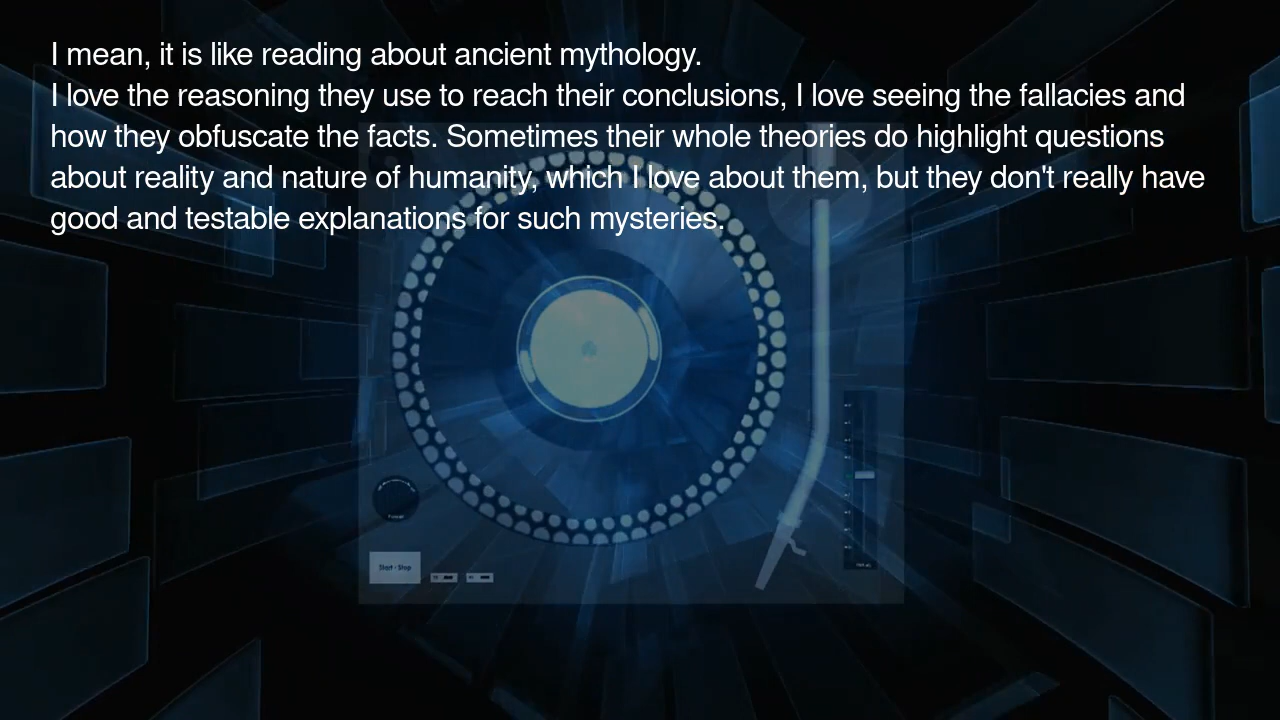 I mean, it is like reading about ancient mythology.
I love the reasoning they use to reach their conclusions, I love seeing the fallacies and
how they obfuscate the facts. Sometimes their whole theories do highlight questions
about reality and nature of humanity, which I love about them, but they don't really have
good and testable explanations for such mysteries.
Start - Stop